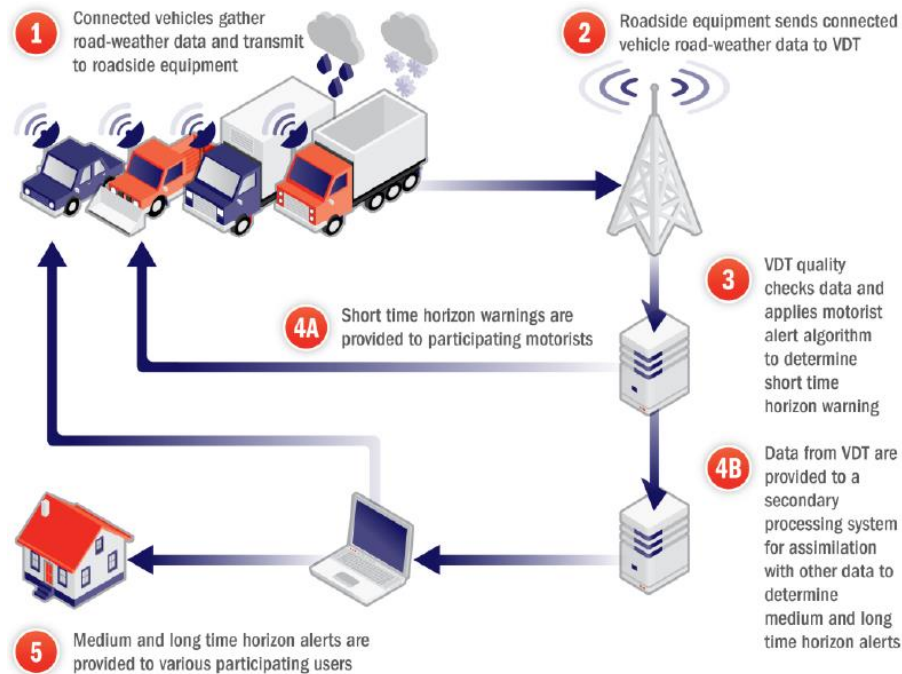 1
Connected vehicles gather
road-weather data and transmit
to roadside equipment
2
Roadside equipment sends connected
vehicle road-weather data to VDT
3
VDT quality
checks data and
applies motorist
alert algorithm
to determine
short time
horizon warning
4A
Short time horizon warnings are
provided to participating motorists
4B
Data from VDT are
provided to a
secondary
processing system
for assimilation
with other data to
determine
medium and long
time horizon alerts
5
Medium and long time horizon alerts are
provided to various participating users